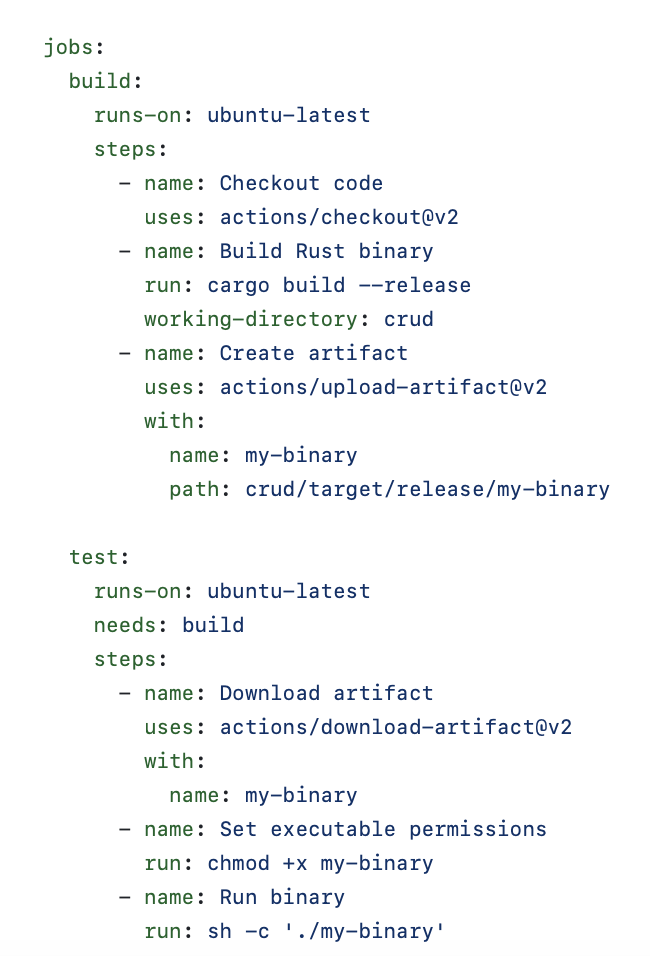 jobs:
  build:
    runs-on: ubuntu-latest
    steps:
      - name: Checkout code
        uses: actions/checkout@v2
      - name: Build Rust binary
        run: cargo build --release
        working-directory: crud
      - name: Create artifact
        uses: actions/upload-artifact@v2
        with:
          name: my-binary
          path: crud/target/release/my-binary

  test:
    runs-on: ubuntu-latest
    needs: build
    steps:
      - name: Download artifact
        uses: actions/download-artifact@v2
        with:
          name: my-binary
      - name: Set executable permissions
        run: chmod +x my-binary
      - name: Run binary
        run: sh -c './my-binary'